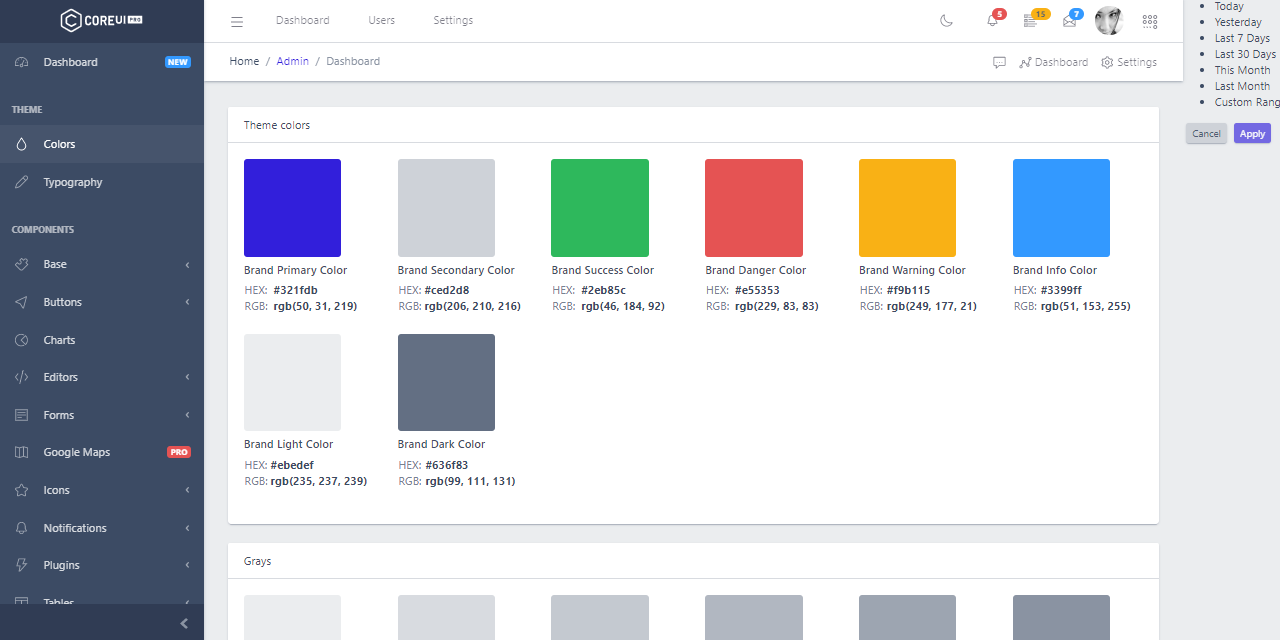 COREUI PRO
Dashboard NEW
THEME
Colors
Typography
COMPONENTS
Base
Buttons
Charts
Editors
Forms
Google Maps PRO
Icons
Notifications
Plugins
Tables
Dashboard Users Settings
5 15 7
Home / Admin / Dashboard
Dashboard Settings
Theme colors
Brand Primary Color
HEX: #321fdb
RGB: rgb(50, 31, 219)
Brand Secondary Color
HEX: #ced2d8
RGB: rgb(206, 210, 216)
Brand Success Color
HEX: #2eb85c
RGB: rgb(46, 184, 92)
Brand Danger Color
HEX: #e55353
RGB: rgb(229, 83, 83)
Brand Warning Color
HEX: #f9b115
RGB: rgb(249, 177, 21)
Brand Info Color
HEX: #3399ff
RGB: rgb(51, 153, 255)
Brand Light Color
HEX: #ebedef
RGB: rgb(235, 237, 239)
Brand Dark Color
HEX: #636f83
RGB: rgb(99, 111, 131)
Grays
Today
Yesterday
Last 7 Days
Last 30 Days
This Month
Last Month
Custom Rang
Cancel Apply